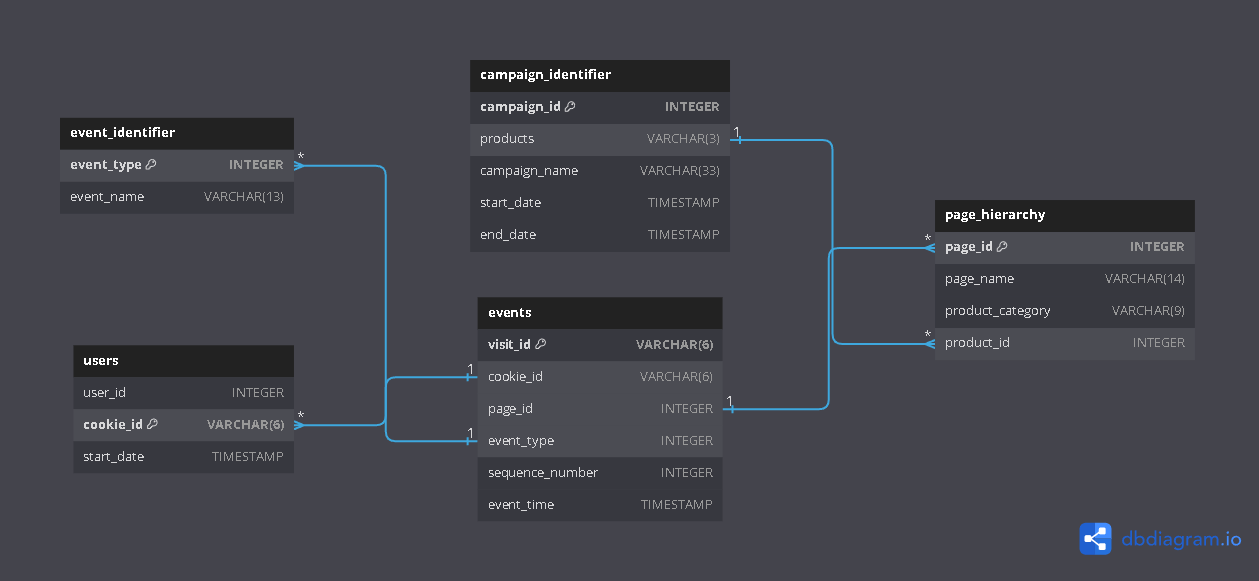 event_identifier
event_type INTEGER
event_name VARCHAR(13)
*
campaign_identifier
campaign_id INTEGER
products VARCHAR(3)
campaign_name VARCHAR(33)
start_date TIMESTAMP
end_date TIMESTAMP
1
page_hierarchy
page_id INTEGER
page_name VARCHAR(14)
product_category VARCHAR(9)
product_id INTEGER
*
*
users
user_id INTEGER
cookie_id VARCHAR(6)
start_date TIMESTAMP
*
events
visit_id VARCHAR(6)
cookie_id VARCHAR(6)
page_id INTEGER
event_type INTEGER
sequence_number INTEGER
event_time TIMESTAMP
1
1
1
dbdiagram.io